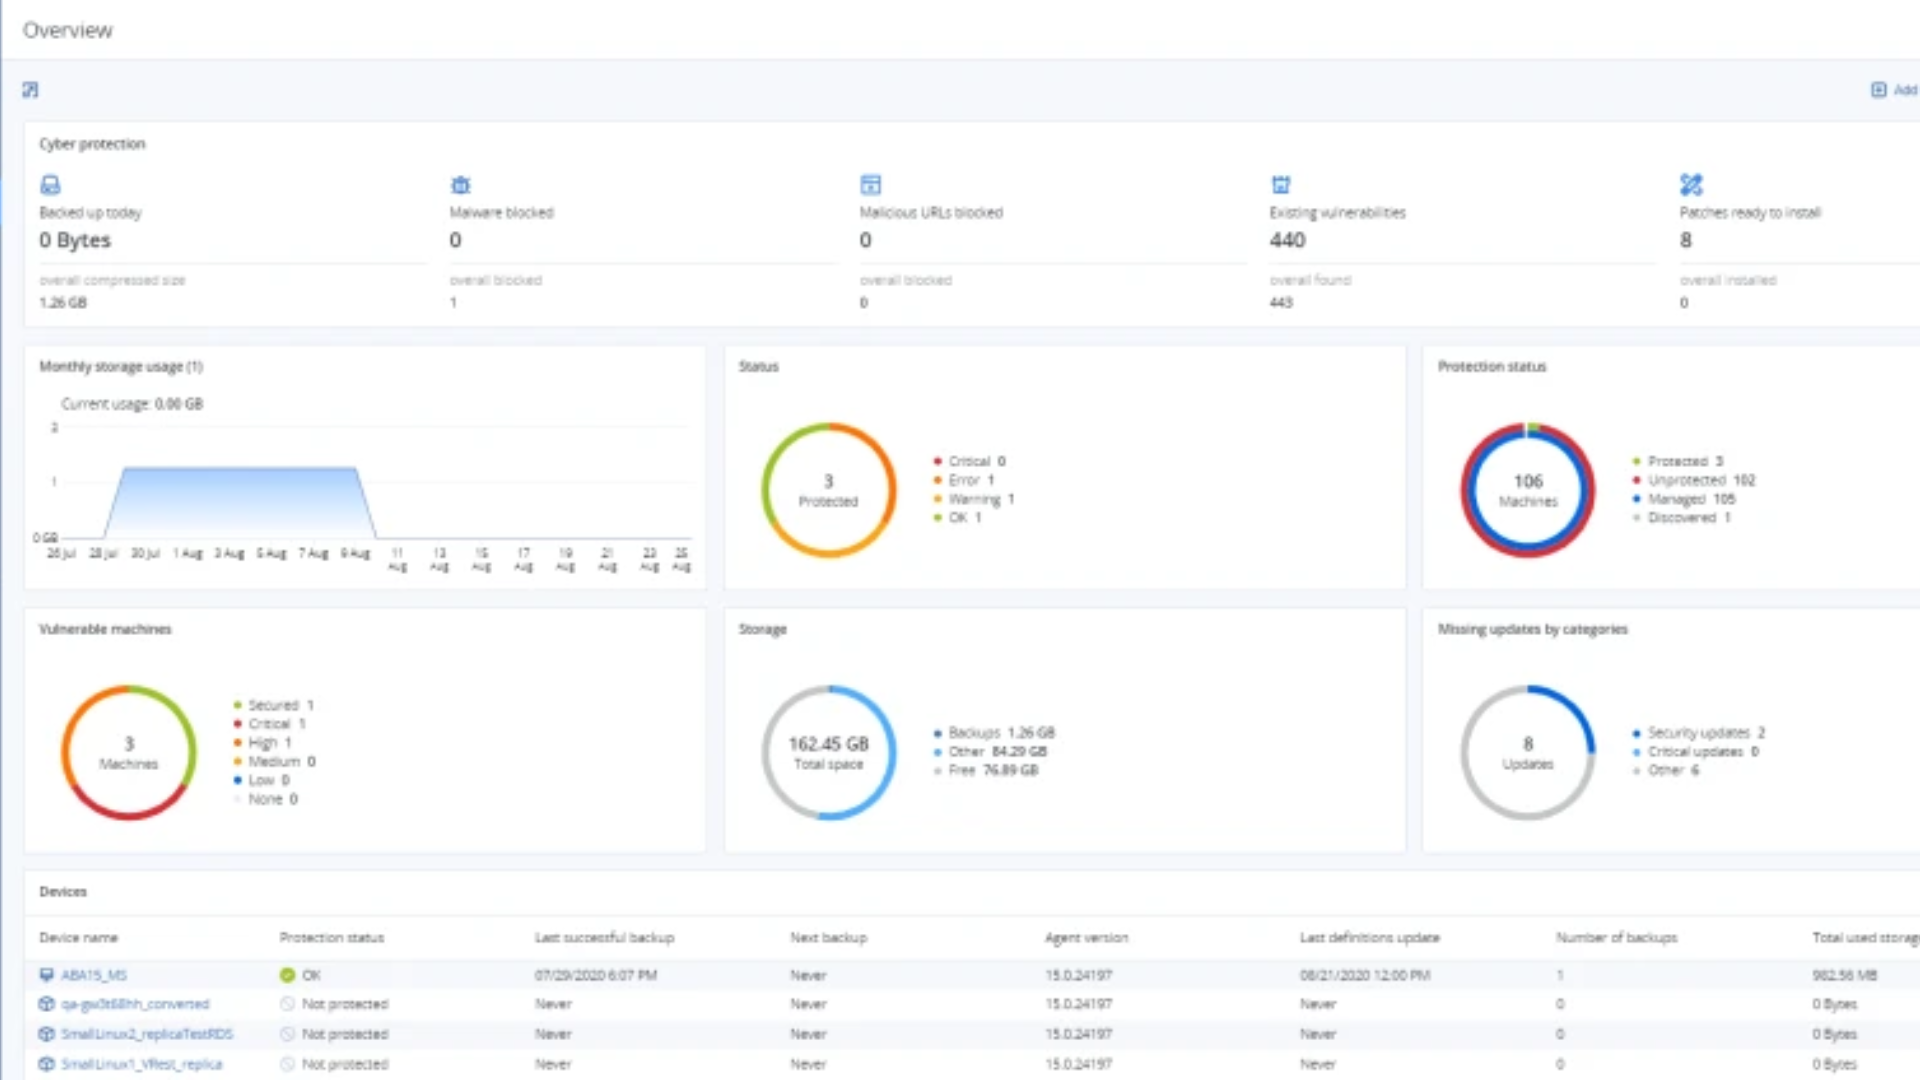 Overview
Add
Cyber protection
Backed up today
0 Bytes
overall compressed size
1.26 GB
Malware blocked
0
overall blocked
1
Malicious URLs blocked
0
overall blocked
0
Existing vulnerabilities
440
overall found
443
Patches ready to install
8
overall installed
0
Monthly storage usage (1)
Current usage: 0.00 GB
1
0 GB
26 Jul 28 Jul 30 Jul 1 Aug 3 Aug 5 Aug 7 Aug 9 Aug 11 Aug 13 Aug 15 Aug 17 Aug 19 Aug 21 Aug 23 Aug 25 Aug
Status
3
Protected
Critical 0
Error 1
Warning 1
OK 1
Protection status
106
Machines
Protected 3
Unprotected 102
Managed 105
Discovered 1
Vulnerable machines
3
Machines
Secured 1
Critical 1
High 1
Medium 0
Low 0
None 0
Storage
162.45 GB
Total space
Backups 1.26 GB
Other 84.29 GB
Free 76.89 GB
Missing updates by categories
8
Updates
Security updates 2
Critical updates 0
Other 6
Devices
Device name Protection status Last successful backup Next backup Agent version Last definitions update Number of backups Total used storag
ABA15_MS OK 07/29/2020 6:07 PM Never 15.0.24197 08/21/2020 12:00 PM 1 982.56 MB
Not protected Never Never 15.0.24197 Never 0 0 Bytes
SmallLinux2_replicaTestRDS Not protected Never Never 15.0.24197 Never 0 0 Bytes
SmallLinux1_VRest_replica Not protected Never Never 15.0.24197 Never 0 0 Bytes